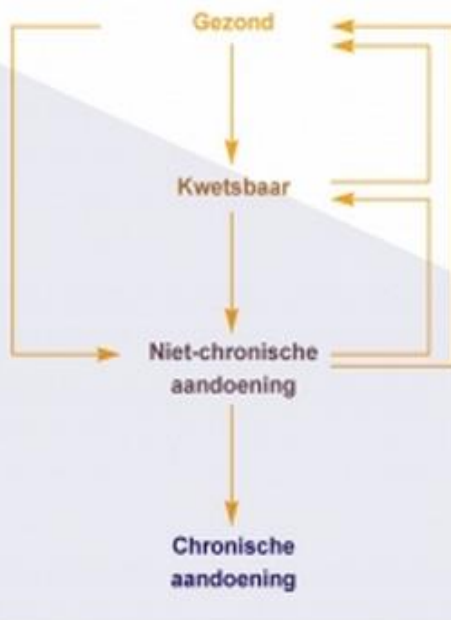 Gezond
Kwetsbaar
Niet-chronische
aandoening
Chronische
aandoening